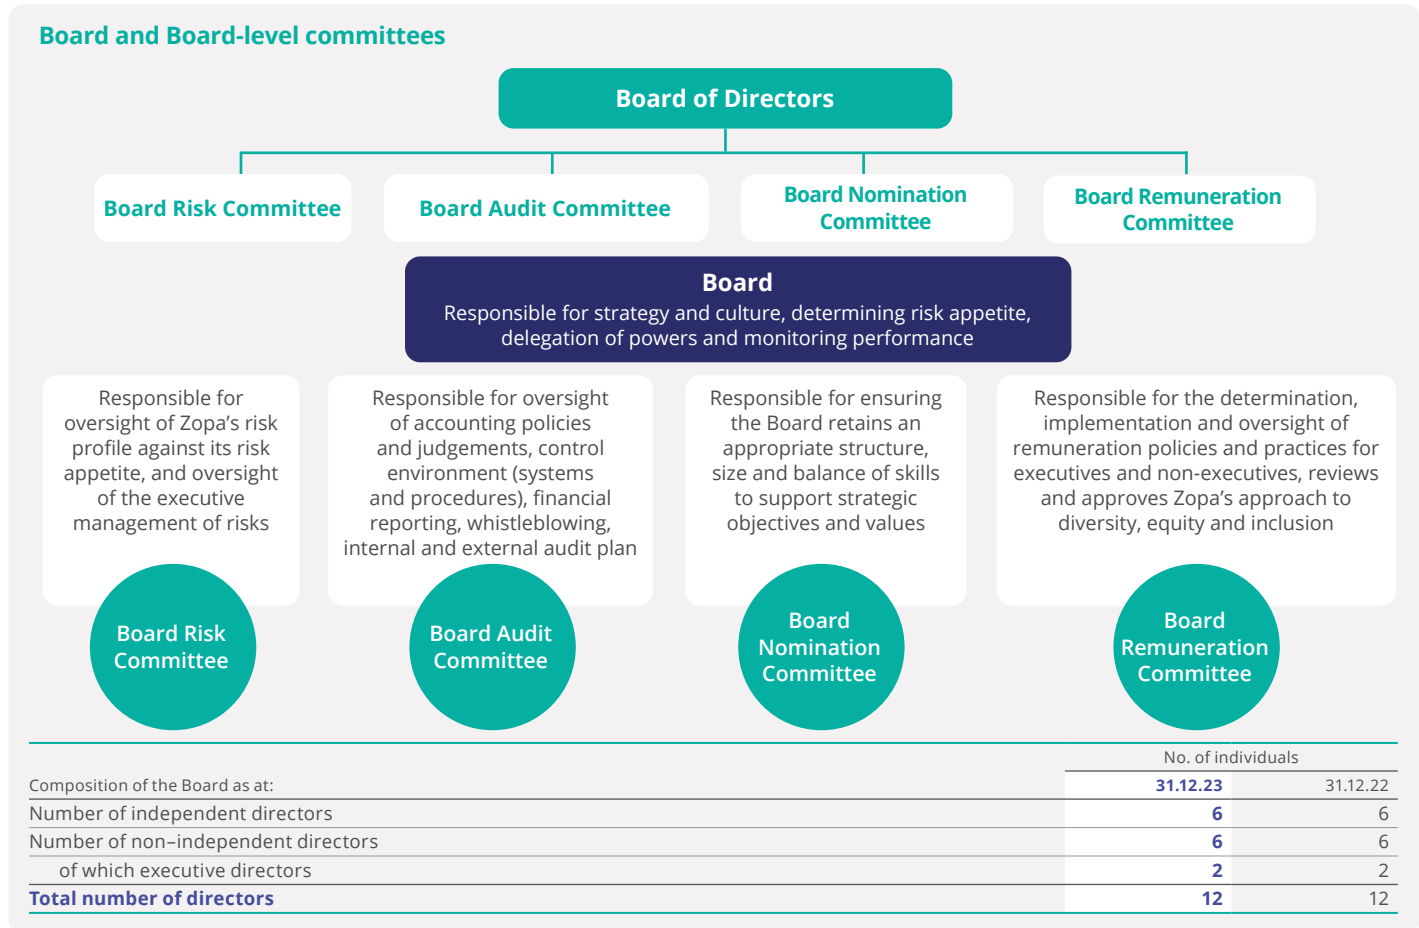 Board and Board-level committees
Board of Directors
Board Risk Committee
Board Audit Committee
Board Nomination
Committee
Board Remuneration
Committee
Board
Responsible for strategy and culture, determining risk appetite,
delegation of powers and monitoring performance
Responsible for
oversight of Zopa’s risk
profile against its risk
appetite, and oversight
of the executive
management of risks
Board Risk
Committee
Responsible for oversight
of accounting policies
and judgements, control
environment (systems
and procedures), financial
reporting, whistleblowing,
internal and external audit plan
Board Audit
Committee
Responsible for ensuring
the Board retains an
appropriate structure,
size and balance of skills
to support strategic
objectives and values
Board
Nomination
Committee
Responsible for the determination,
implementation and oversight of
remuneration policies and practices for
executives and non-executives, reviews
and approves Zopa’s approach to
diversity, equity and inclusion
Board
Remuneration
Committee
No. of individuals
Composition of the Board as at: 31.12.23 31.12.22
Number of independent directors 6 6
Number of non–independent directors 6 6
of which executive directors 2 2
Total number of directors 12 12